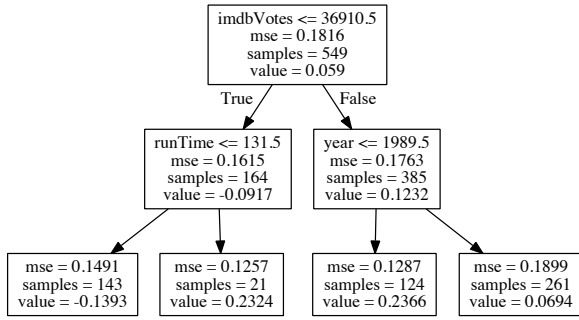 imdbVotes <= 36910.5
mse = 0.1816
samples = 549
value = 0.059
True
False
runTime <= 131.5
mse = 0.1615
samples = 164
value = -0.0917
year <= 1989.5
mse = 0.1763
samples = 385
value = 0.1232
mse = 0.1491
samples = 143
value = -0.1393
mse = 0.1257
samples = 21
value = 0.2324
mse = 0.1287
samples = 124
value = 0.2366
mse = 0.1899
samples = 261
value = 0.0694